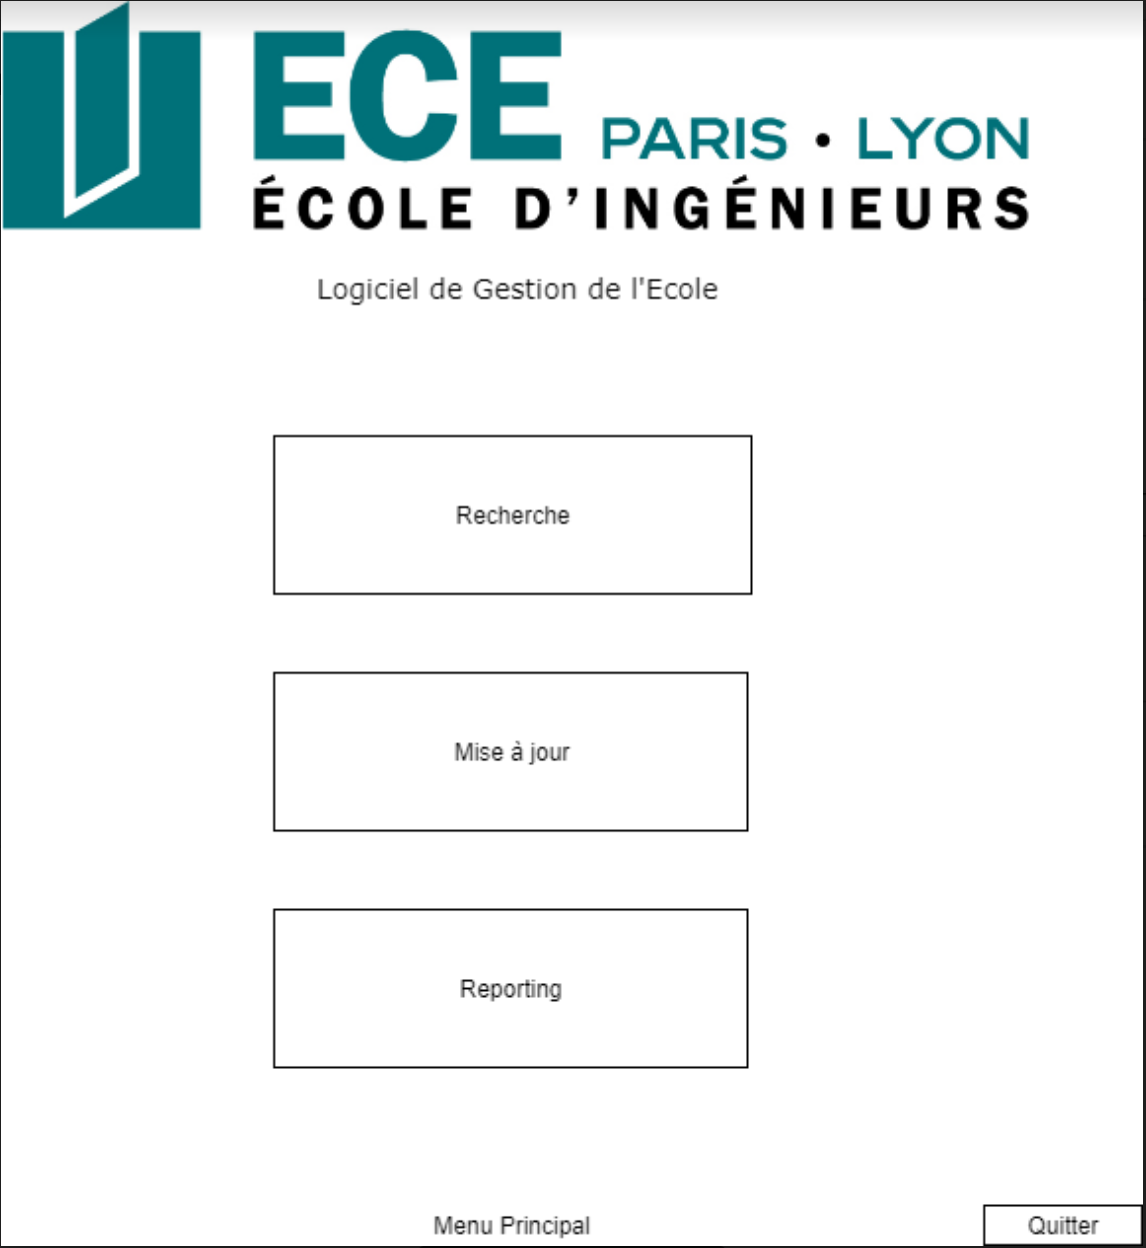 ECE PARIS • LYON
ÉCOLE D’INGÉNIEURS
Logiciel de Gestion de l'Ecole
Recherche
Mise à jour
Reporting
Menu Principal
Quitter